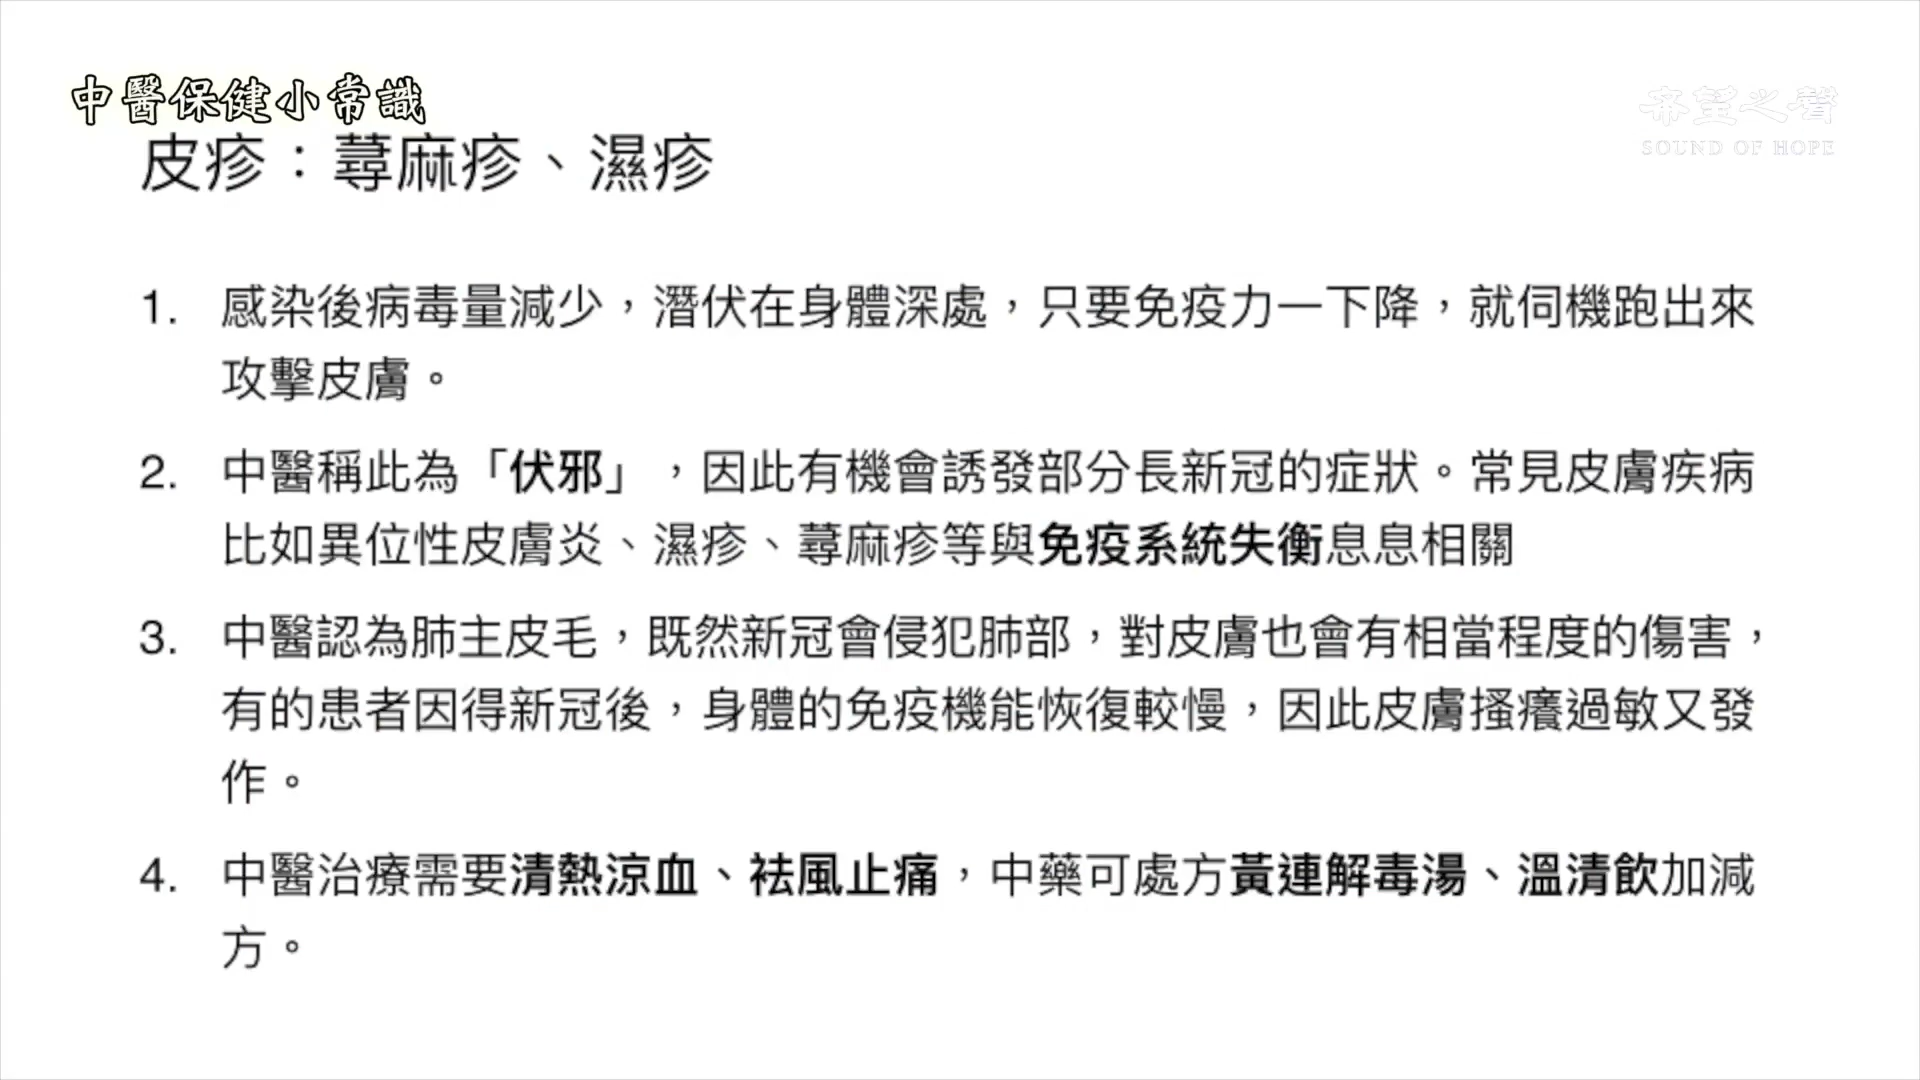 中醫保健小常識
希望之聲
SOUND OF HOPE
皮疹：蕁麻疹、濕疹
1. 感染後病毒量減少，潛伏在身體深處，只要免疫力一下降，就伺機跑出來
攻擊皮膚。
2. 中醫稱此為「伏邪」，因此有機會誘發部分長新冠的症狀。常見皮膚疾病
比如異位性皮膚炎、濕疹、蕁麻疹等與免疫系統失衡息息相關
3. 中醫認為肺主皮毛，既然新冠會侵犯肺部，對皮膚也會有相當程度的傷害，
有的患者因得新冠後，身體的免疫機能恢復較慢，因此皮膚搔癢過敏又發
作。
4. 中醫治療需要清熱涼血、袪風止痛，中藥可處方黃連解毒湯、溫清飲加減
方。